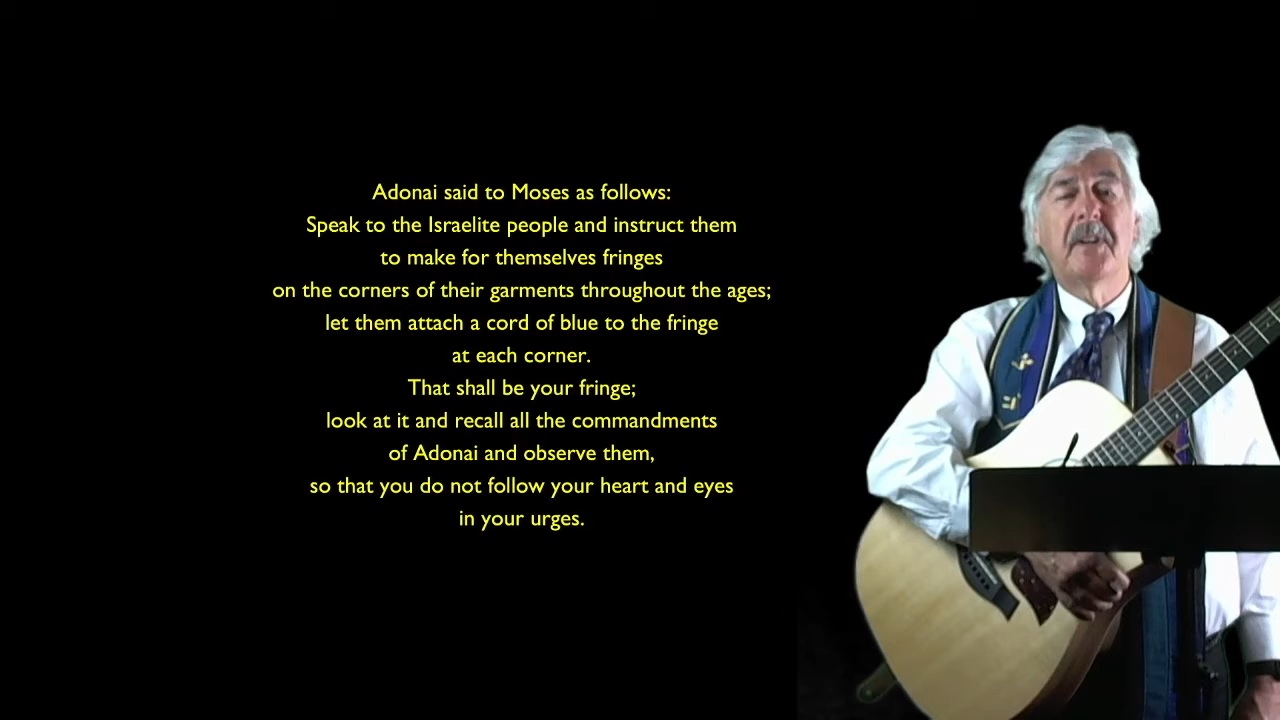 Adonai said to Moses as follows:
Speak to the Israelite people and instruct them
to make for themselves fringes
on the corners of their garments throughout the ages;
let them attach a cord of blue to the fringe
at each corner.
That shall be your fringe;
look at it and recall all the commandments
of Adonai and observe them,
so that you do not follow your heart and eyes
in your urges.